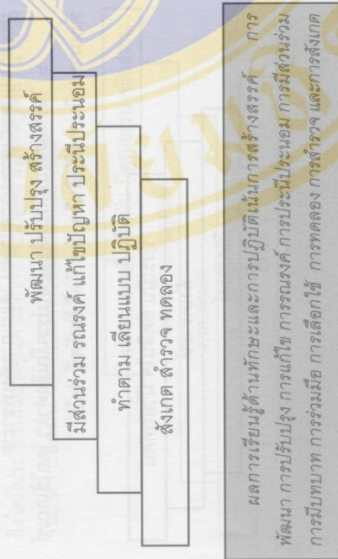 พัฒนา ปรับปรุง สร้างสรรค์
มีส่วนร่วม รณรงค์ แก้ไขปัญหา ประนีประนอม
ทำตาม เลียนแบบ ปฏิบัติ
สังเกต สำรวจ ทดลอง
ผลการเรียนรู้ด้านทักษะและการปฏิบัติเน้นการสร้างสรรค์ การ
พัฒนา การปรับปรุง การแก้ไข การรณรงค์ การประนีประนอม การมีส่วนร่วม
การมีบทบาท การร่วมมือ การเลือกใช้ การทดลอง การสำรวจ และการสังเกต